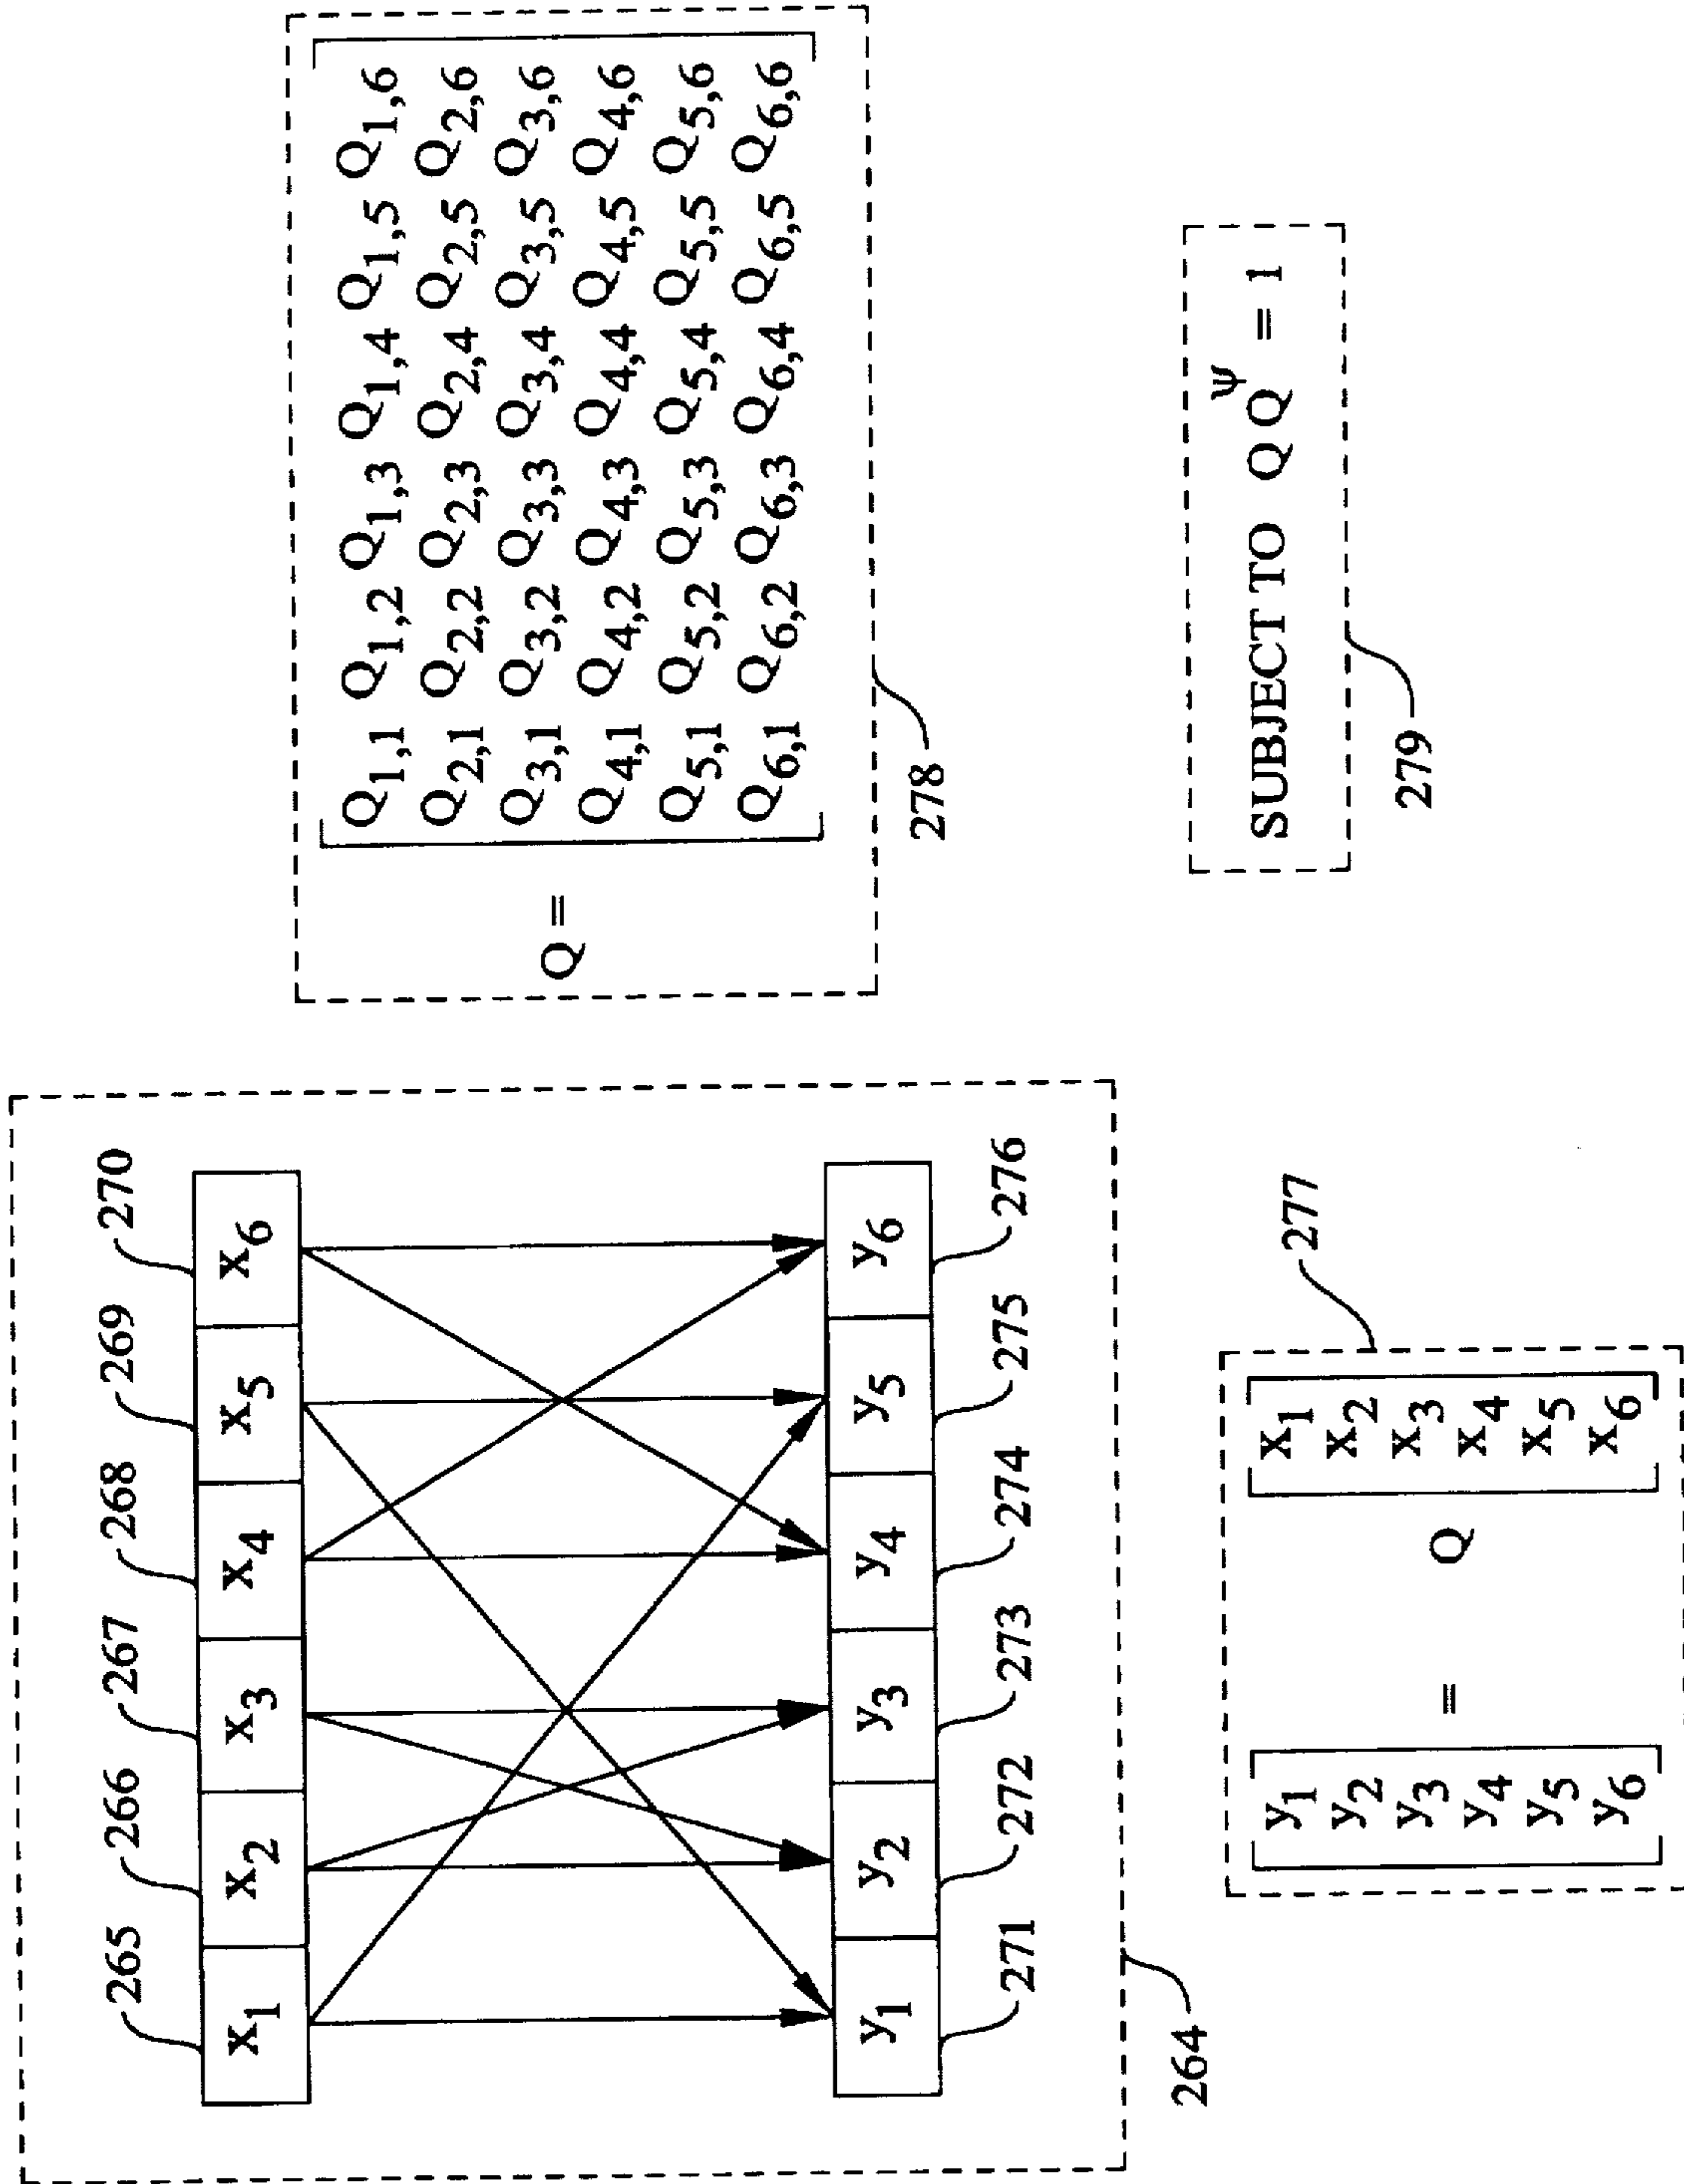 265 266 267 268 269 270
x1 x2 x3 x4 x5 x6
y1 y2 y3 y4 y5 y6
271 272 273 274 275 276
264
y1 x1
y2 x2
y3 x3
y4 = Q x4
y5 x5
y6 x6
277
Q1,1 Q1,2 Q1,3 Q1,4 Q1,5 Q1,6
Q2,1 Q2,2 Q2,3 Q2,4 Q2,5 Q2,6
Q = Q3,1 Q3,2 Q3,3 Q3,4 Q3,5 Q3,6
Q4,1 Q4,2 Q4,3 Q4,4 Q4,5 Q4,6
Q5,1 Q5,2 Q5,3 Q5,4 Q5,5 Q5,6
Q6,1 Q6,2 Q6,3 Q6,4 Q6,5 Q6,6
278
SUBJECT TO Q Q^ψ = 1
279